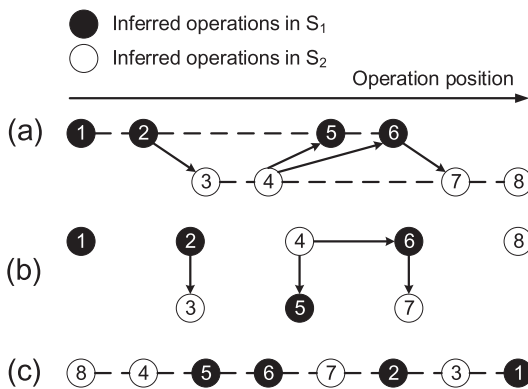 Inferred operations in S1
Inferred operations in S2
Operation position
(a)
1 2 5 6
3 4 7 8
(b)
1 2 4 6 8
3 5 7
(c) 8 4 5 6 7 2 3 1